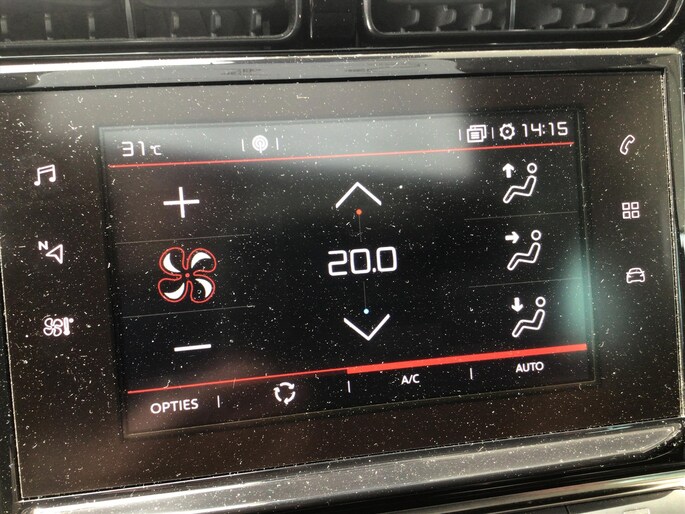 31°C
14:15
N
20.0
OPTIES
A/C
AUTO